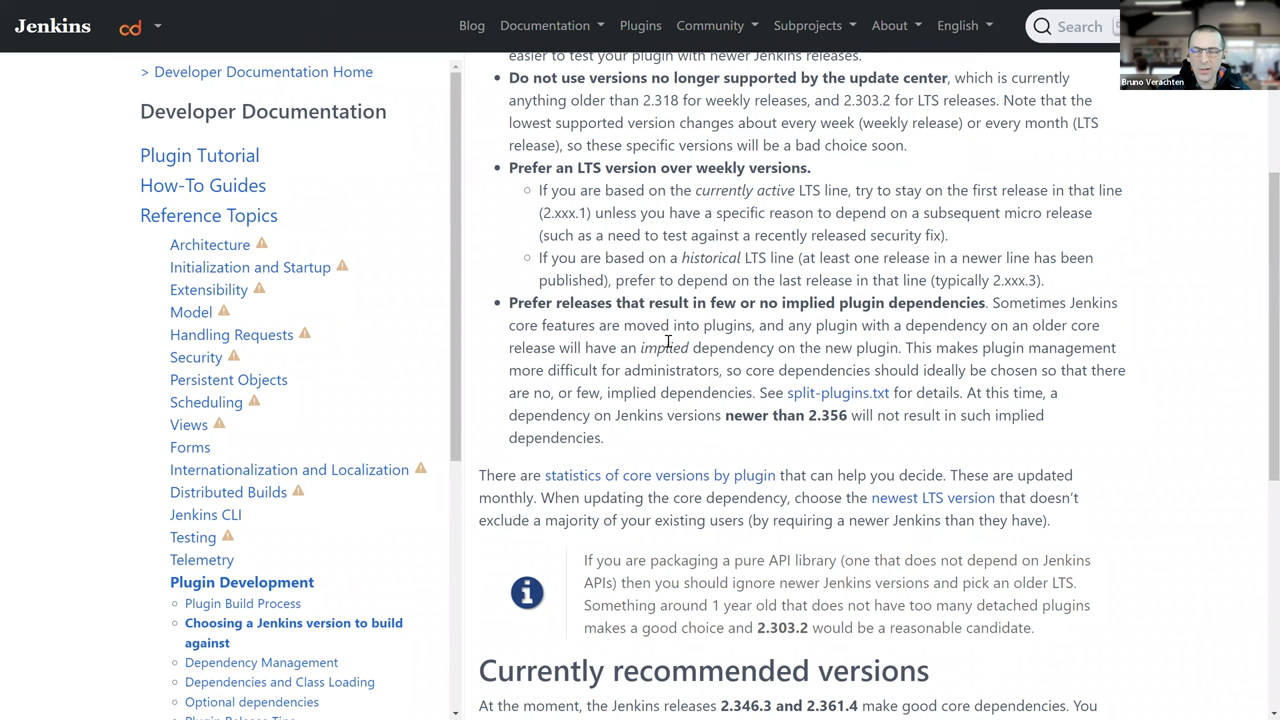 Jenkins
cd
Blog
Documentation
Plugins
Community
Subprojects
About
English
Search
Bruno Verachten
> Developer Documentation Home
Developer Documentation
Plugin Tutorial
How-To Guides
Reference Topics
Architecture
Initialization and Startup
Extensibility
Model
Handling Requests
Security
Persistent Objects
Scheduling
Views
Forms
Internationalization and Localization
Distributed Builds
Jenkins CLI
Testing
Telemetry
Plugin Development
Plugin Build Process
Choosing a Jenkins version to build
against
Dependency Management
Dependencies and Class Loading
Optional dependencies
Plugin Release Tips
easier to test your plugin with newer Jenkins releases.
Do not use versions no longer supported by the update center, which is currently
anything older than 2.318 for weekly releases, and 2.303.2 for LTS releases. Note that the
lowest supported version changes about every week (weekly release) or every month (LTS
release), so these specific versions will be a bad choice soon.
Prefer an LTS version over weekly versions.
If you are based on the currently active LTS line, try to stay on the first release in that line
(2.xxx.1) unless you have a specific reason to depend on a subsequent micro release
(such as a need to test against a recently released security fix).
If you are based on a historical LTS line (at least one release in a newer line has been
published), prefer to depend on the last release in that line (typically 2.xxx.3).
Prefer releases that result in few or no implied plugin dependencies. Sometimes Jenkins
core features are moved into plugins, and any plugin with a dependency on an older core
release will have an implied dependency on the new plugin. This makes plugin management
more difficult for administrators, so core dependencies should ideally be chosen so that there
are no, or few, implied dependencies. See split-plugins.txt for details. At this time, a
dependency on Jenkins versions newer than 2.356 will not result in such implied
dependencies.
There are statistics of core versions by plugin that can help you decide. These are updated
monthly. When updating the core dependency, choose the newest LTS version that doesn't
exclude a majority of your existing users (by requiring a newer Jenkins than they have).
If you are packaging a pure API library (one that does not depend on Jenkins
APIs) then you should ignore newer Jenkins versions and pick an older LTS.
Something around 1 year old that does not have too many detached plugins
makes a good choice and 2.303.2 would be a reasonable candidate.
Currently recommended versions
At the moment, the Jenkins releases 2.346.3 and 2.361.4 make good core dependencies. You